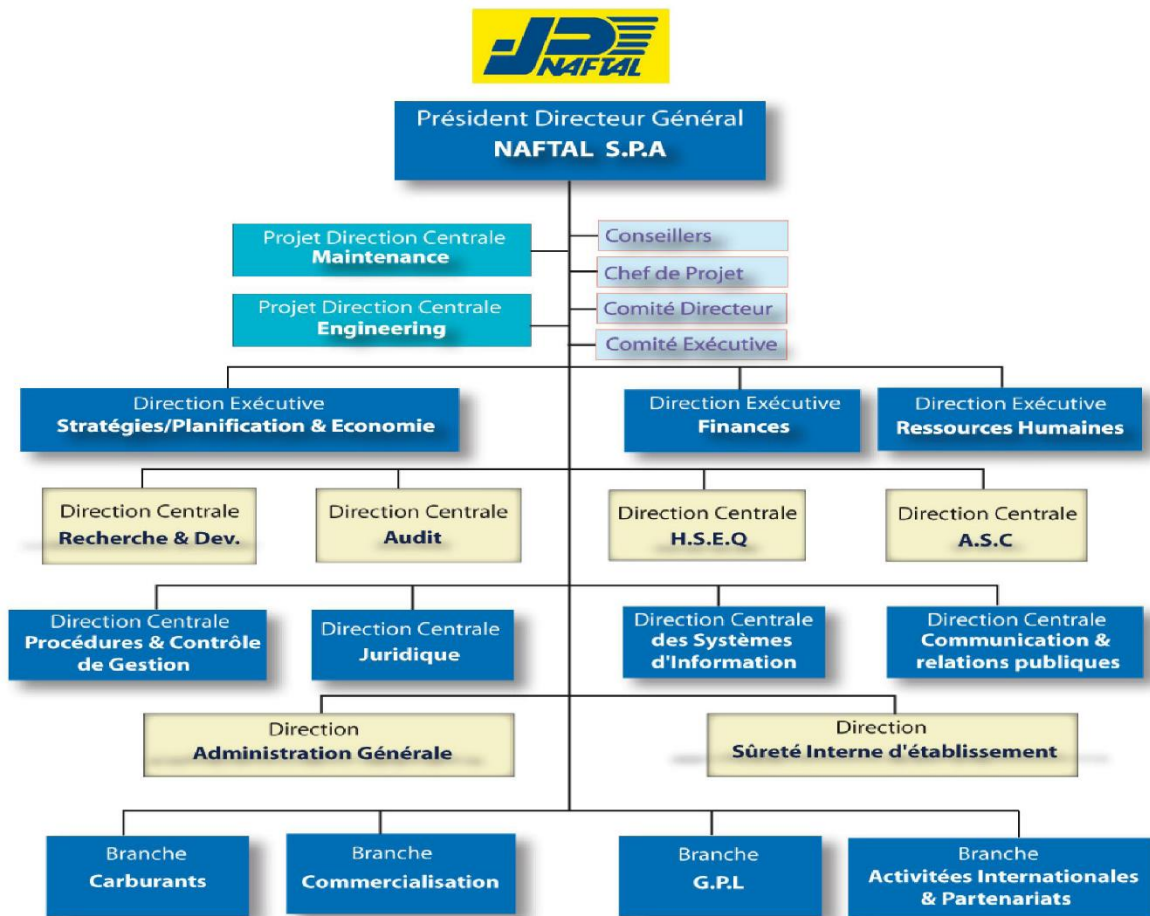 NAFTAL
Président Directeur Général
NAFTAL S.P.A
Projet Direction Centrale
Maintenance
Projet Direction Centrale
Engineering
Conseillers
Chef de Projet
Comité Directeur
Comité Exécutive
Direction Exécutive
Stratégies/Planification & Economie
Direction Exécutive
Finances
Direction Exécutive
Ressources Humaines
Direction Centrale
Recherche & Dev.
Direction Centrale
Audit
Direction Centrale
H.S.E.Q
Direction Centrale
A.S.C
Direction Centrale
Procédures & Contrôle
de Gestion
Direction Centrale
Juridique
Direction Centrale
des Systèmes
d'Information
Direction Centrale
Communication &
relations publiques
Direction
Administration Générale
Direction
Sûreté Interne d'établissement
Branche
Carburants
Branche
Commercialisation
Branche
G.P.L
Branche
Activitées Internationales
& Partenariats